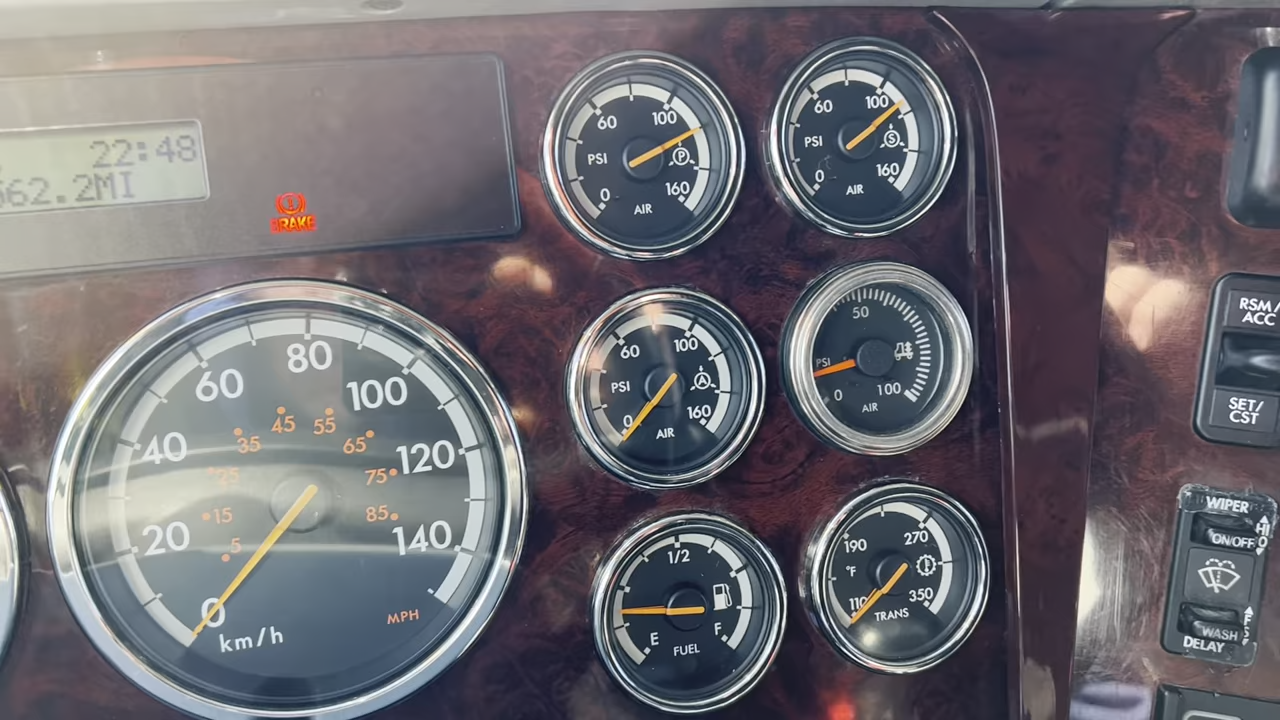 22:48
662.2MI
BRAKE
0
20
40
60
80
100
120
140
km/h
5
15
25
35
45
55
65
75
85
MPH
0
PSI
60
100
P
160
AIR
0
PSI
60
100
S
160
AIR
0
PSI
60
100
A
160
AIR
0
PSI
50
100
AIR
E
1/2
F
FUEL
110
°F
190
270
350
TRANS
RSM/
ACC
SET/
CST
WIPER
ON/OFF
WASH
DELAY